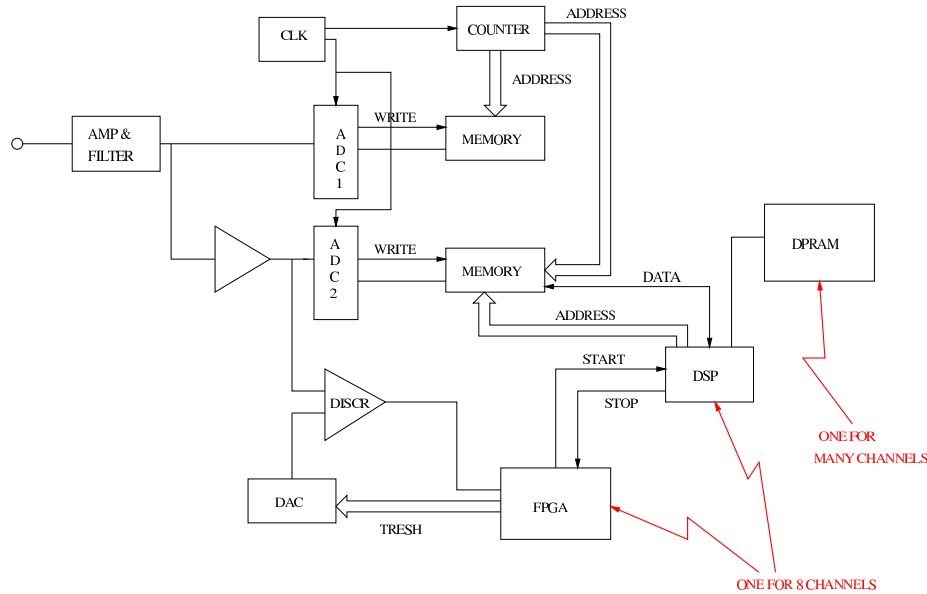 ADDRESS
CLK
COUNTER
ADDRESS
AMP &
FILTER
A
D
C
1
WRITE
MEMORY
A
D
C
2
WRITE
MEMORY
DPRAM
DATA
ADDRESS
START
DSP
STOP
DISCR
ONE FOR
MANY CHANNELS
DAC
TRESH
FPGA
ONE FOR 8 CHANNELS